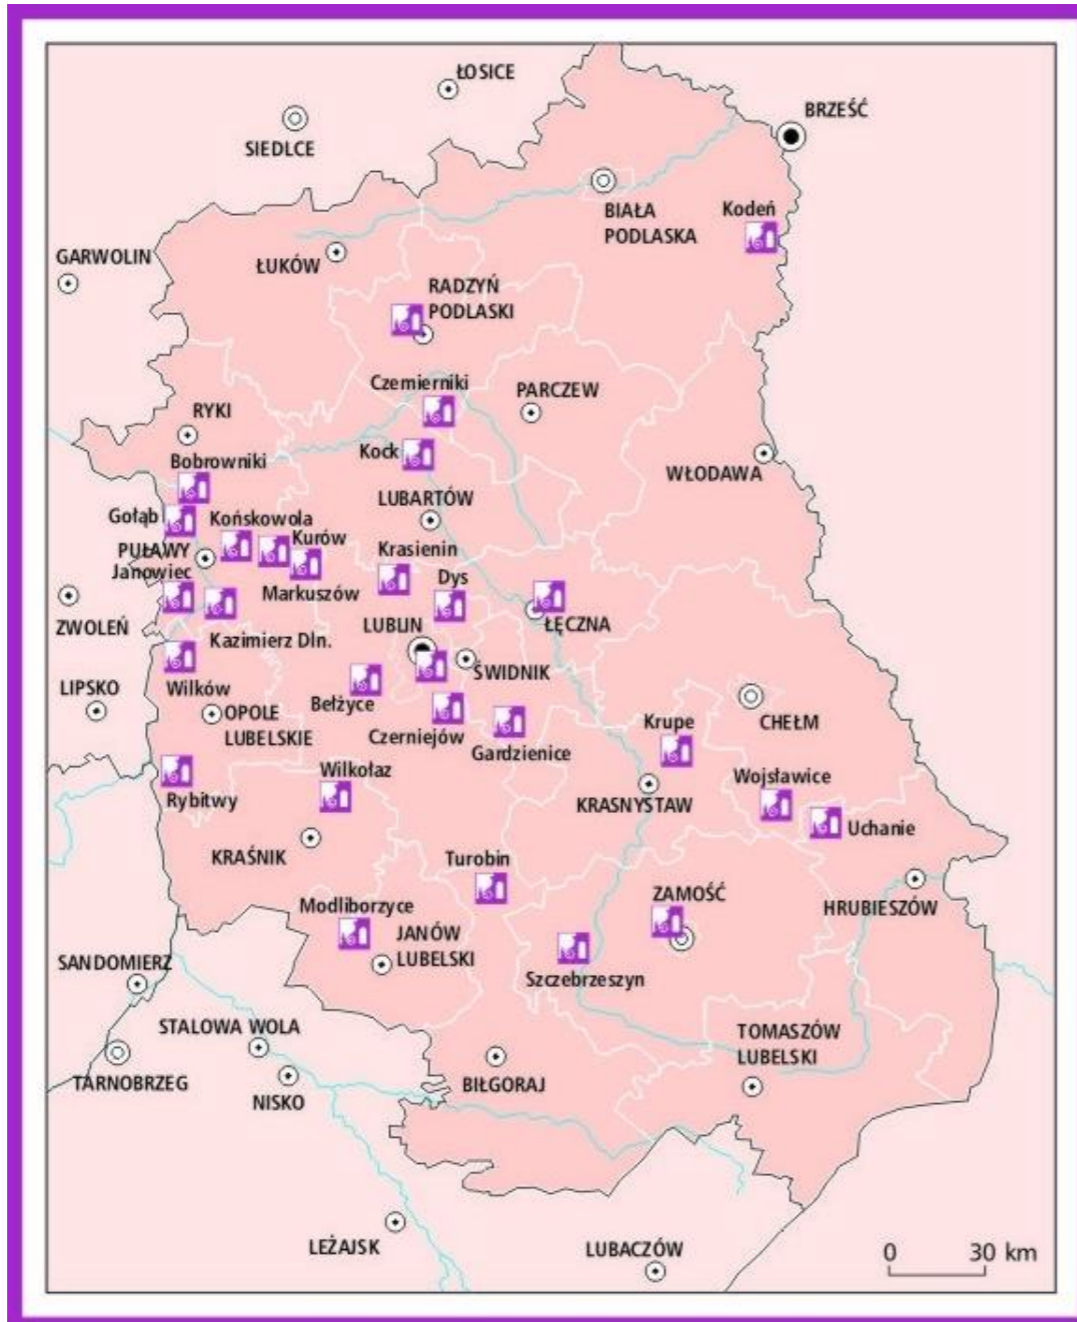 ŁOSICE
BRZEŚĆ
SIEDLCE
BIAŁA
PODLASKA
Kodeń
GARWOLIN
ŁUKÓW
RADZYŃ
PODLASKI
Czemierniki
PARCZEW
RYKI
Kock
WŁODAWA
Bobrowniki
LUBARTÓW
Gołąb
Końskowola
Kurów
PUŁAWY
Janowiec
Krasienin
Dys
Markuszów
ZWOLEŃ
LUBLIN
ŁĘCZNA
Kazimierz Dln.
ŚWIDNIK
LIPSKO
Wilków
Bełżyce
OPOLE
LUBELSKIE
Czerniejów
Gardzienice
Krupe
CHEŁM
Rybitwy
Wilkołaz
KRASNYSTAW
Wojsławice
Uchanie
KRAŚNIK
Turobin
ZAMOŚĆ
HRUBIESZÓW
Modliborzyce
JANÓW
LUBELSKI
Szczebrzeszyn
SANDOMIERZ
STALOWA WOLA
TOMASZÓW
LUBELSKI
TARNOBRZEG
NISKO
BIŁGORAJ
LEŻAJSK
LUBACZÓW
0 30 km